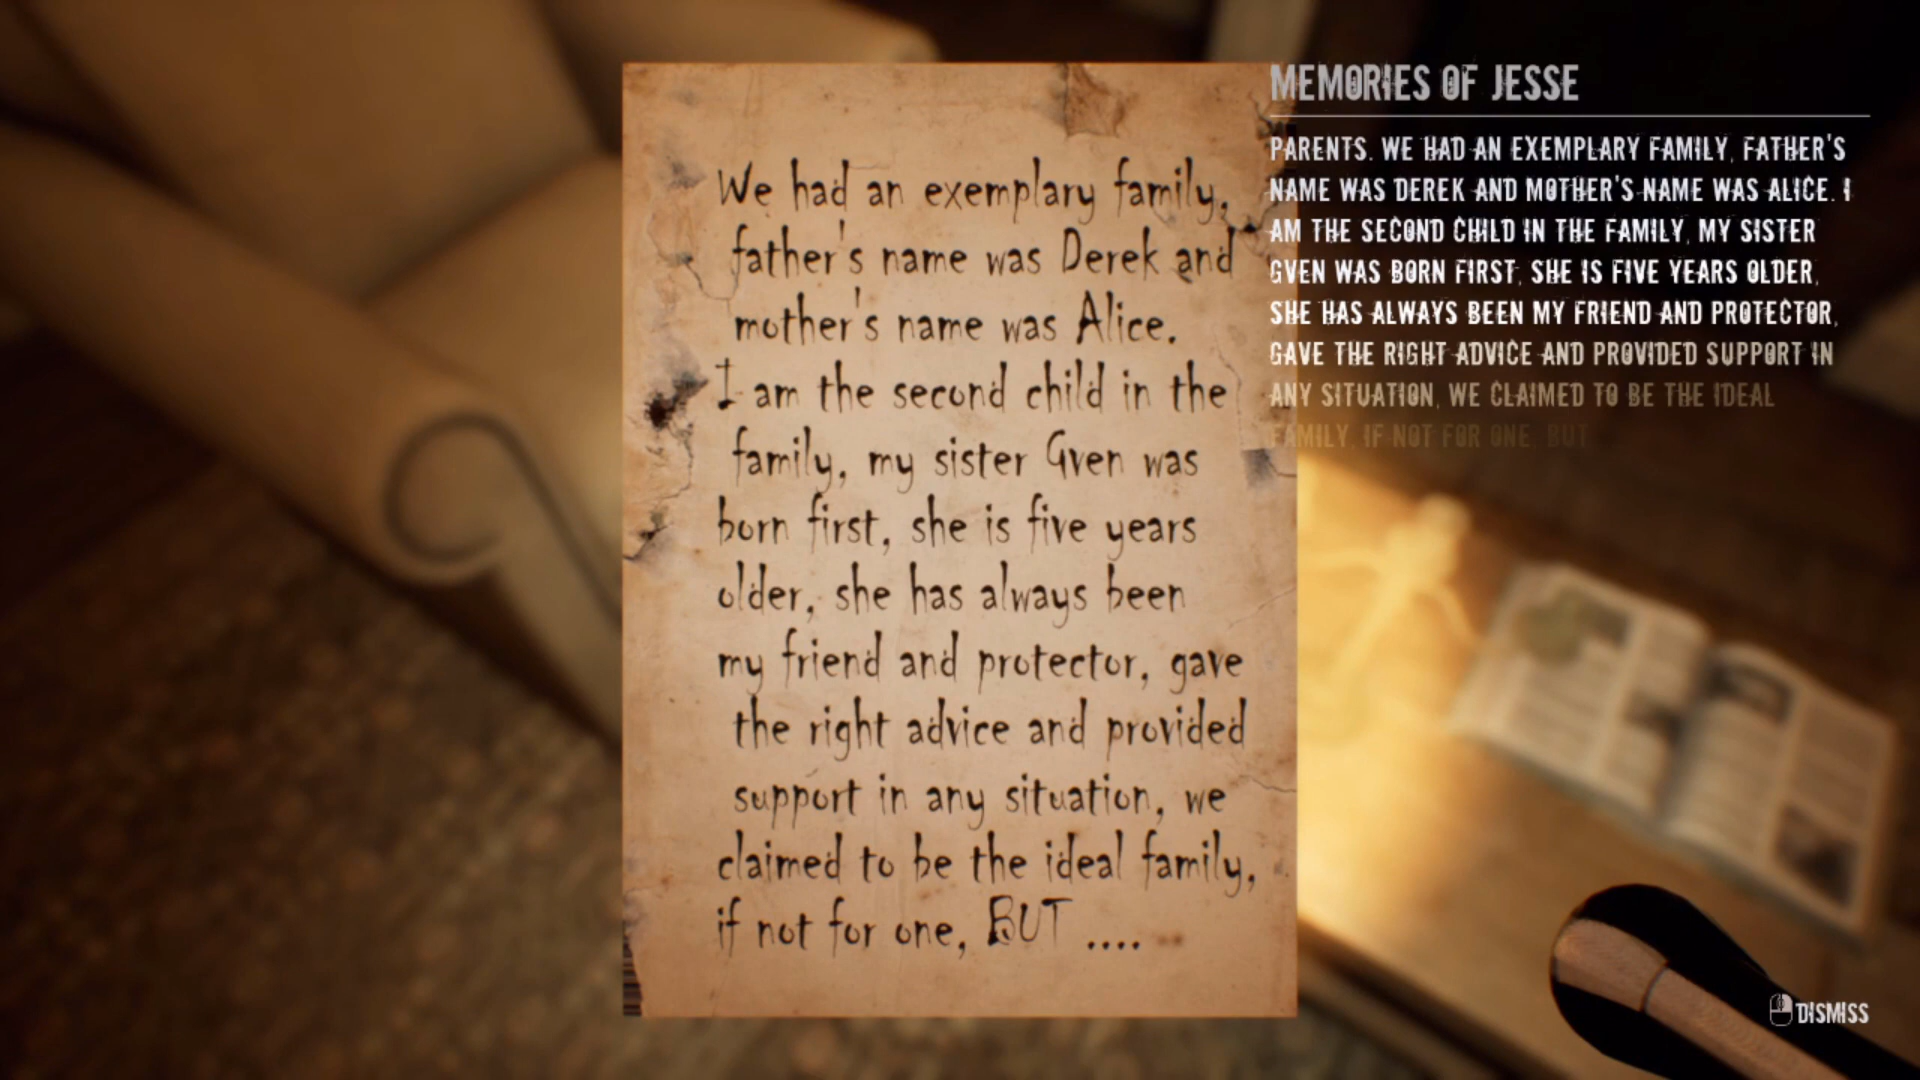 We had an exemplary family,
father's name was Derek and
mother's name was Alice.
I am the second child in the
family, my sister Gven was
born first, she is five years
older, she has always been
my friend and protector, gave
the right advice and provided
support in any situation, we
claimed to be the ideal family,
if not for one, BUT ....
MEMORIES OF JESSE
PARENTS. WE HAD AN EXEMPLARY FAMILY, FATHER'S
NAME WAS DEREK AND MOTHER'S NAME WAS ALICE. I
AM THE SECOND CHILD IN THE FAMILY, MY SISTER
GVEN WAS BORN FIRST, SHE IS FIVE YEARS OLDER,
SHE HAS ALWAYS BEEN MY FRIEND AND PROTECTOR,
GAVE THE RIGHT ADVICE AND PROVIDED SUPPORT IN
ANY SITUATION, WE CLAIMED TO BE THE IDEAL
FAMILY, IF NOT FOR ONE, BUT
DISMISS